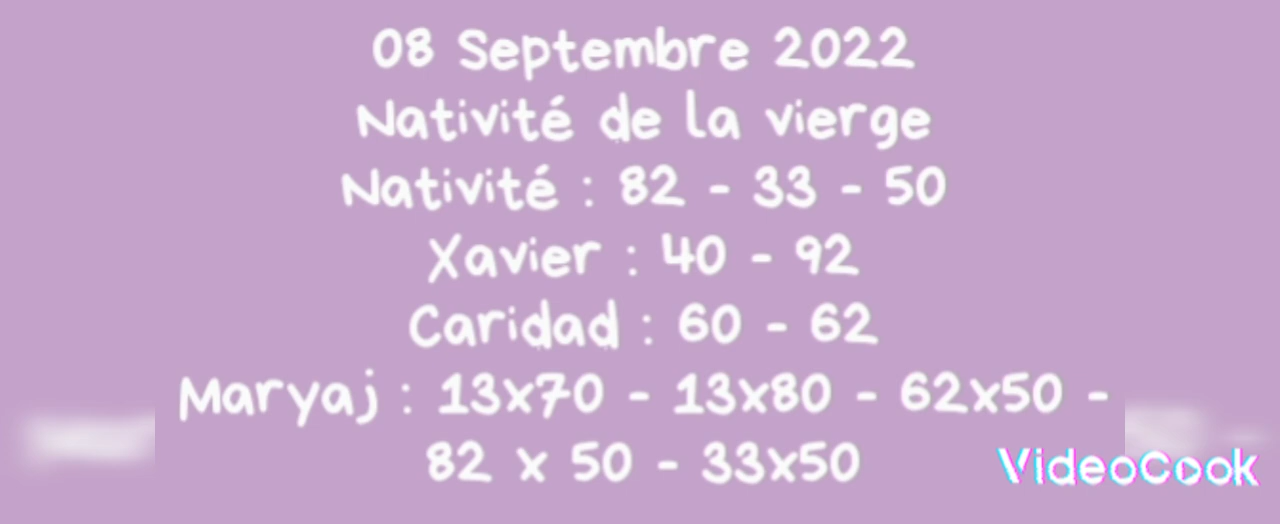 08 Septembre 2022
Nativité de la vierge
Nativité : 82 - 33 - 50
Xavier : 40 - 92
Caridad : 60 - 62
Maryaj : 13x70 - 13x80 - 62x50 -
82 x 50 - 33x50
VideoCook